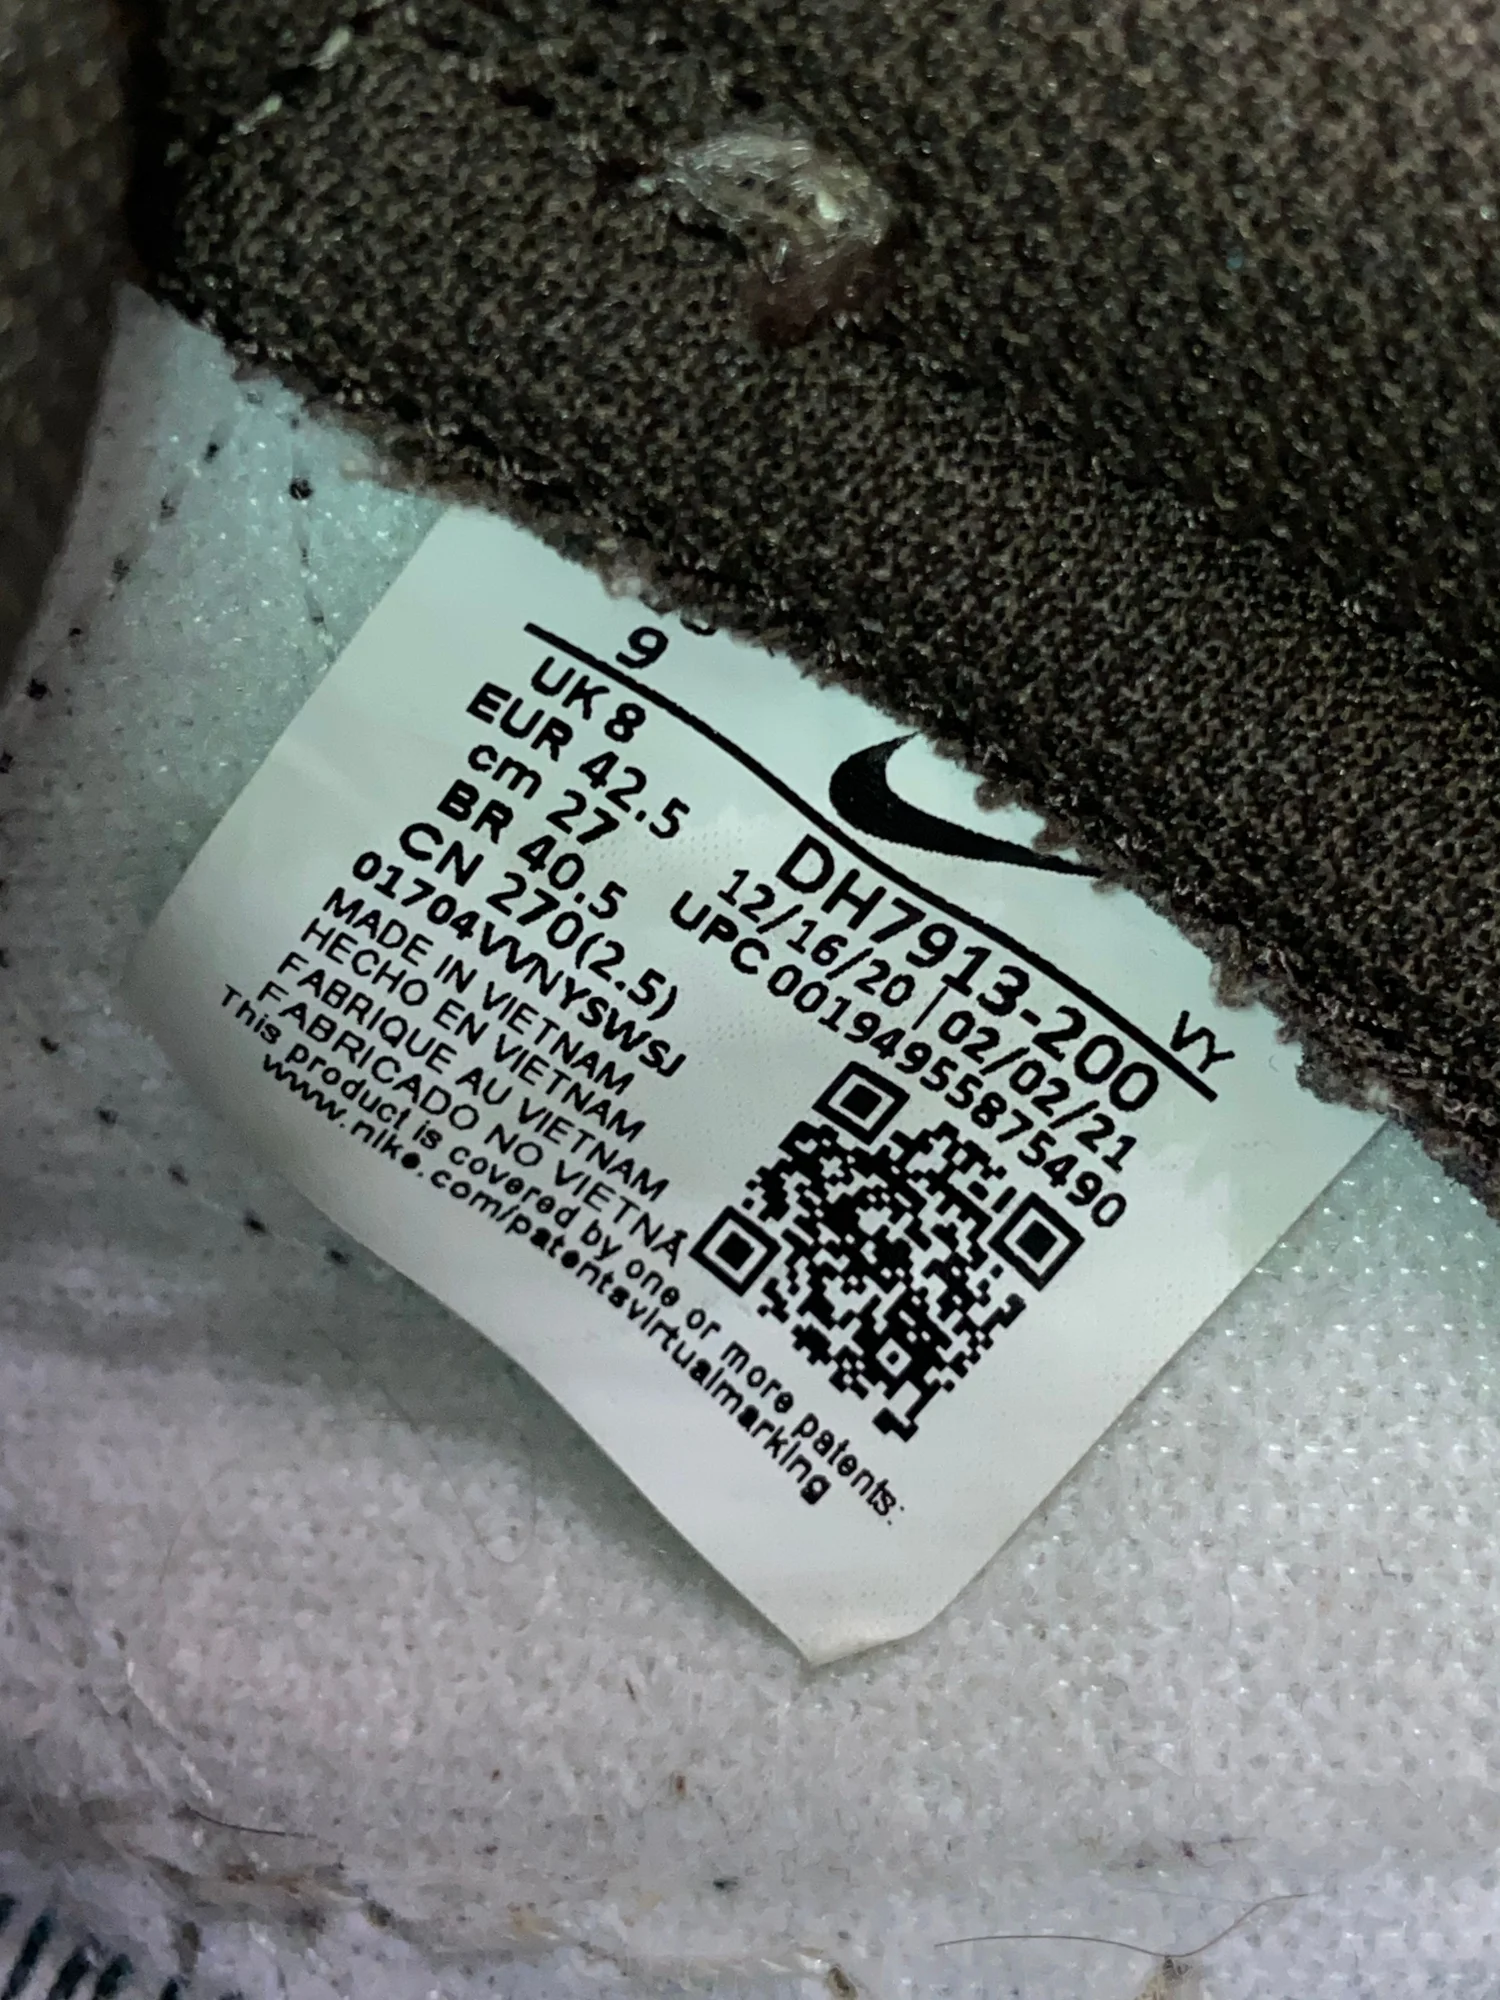 9
UK 8
EUR 42.5
cm 27
BR 40.5
CN 270(2.5)
01704VVNYSWSJ
MADE IN VIETNAM
HECHO EN VIETNAM
FABRIQUE AU VIETNAM
FABRICADO NO VIETNÃ
This product is covered by one or more patents:
www.nike.com/patentsvirtualmarking
VY
DH7913-200
12/16/20 | 02/02/21
UPC 00194955875490